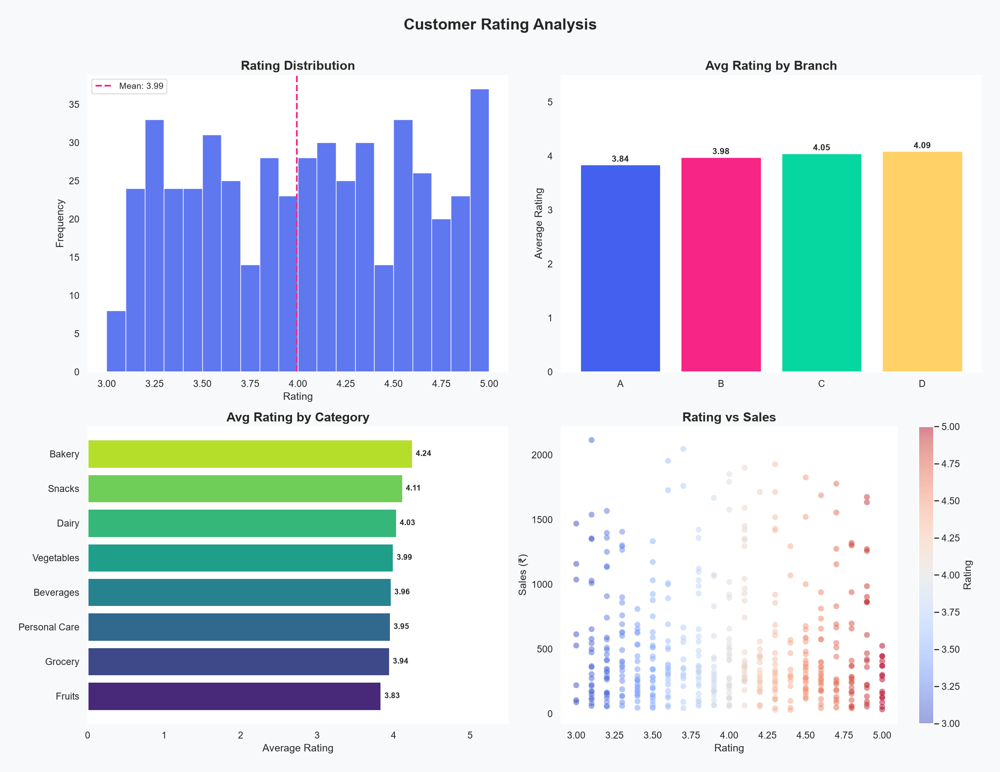 Customer Rating Analysis
Rating Distribution
Mean: 3.99
35
30
25
20
15
10
5
0
Frequency
3.00 3.25 3.50 3.75 4.00 4.25 4.50 4.75 5.00
Rating
Avg Rating by Branch
5
4
3
2
1
0
Average Rating
3.84 3.98 4.05 4.09
A B C D
Avg Rating by Category
Bakery 4.24
Snacks 4.11
Dairy 4.03
Vegetables 3.99
Beverages 3.96
Personal Care 3.95
Grocery 3.94
Fruits 3.83
0 1 2 3 4 5
Average Rating
Rating vs Sales
2000
1500
1000
500
0
Sales (₹)
3.00 3.25 3.50 3.75 4.00 4.25 4.50 4.75 5.00
Rating
5.00
4.75
4.50
4.25
4.00
3.75
3.50
3.25
3.00
Rating